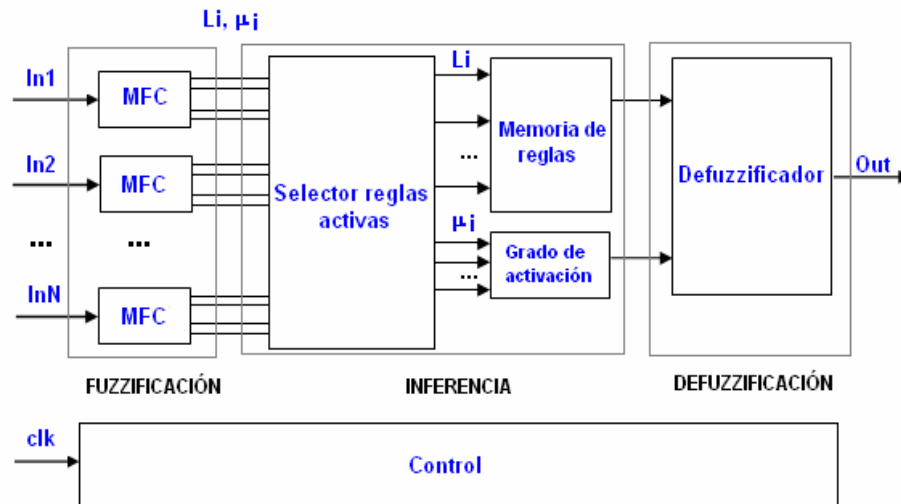 Li, μi
In1
MFC
In2
MFC
...
...
InN
MFC
Selector reglas
activas
Li
...
μi
...
Memoria de
reglas
Grado de
activación
Defuzzificador
Out
FUZZIFICACIÓN
INFERENCIA
DEFUZZIFICACIÓN
clk
Control